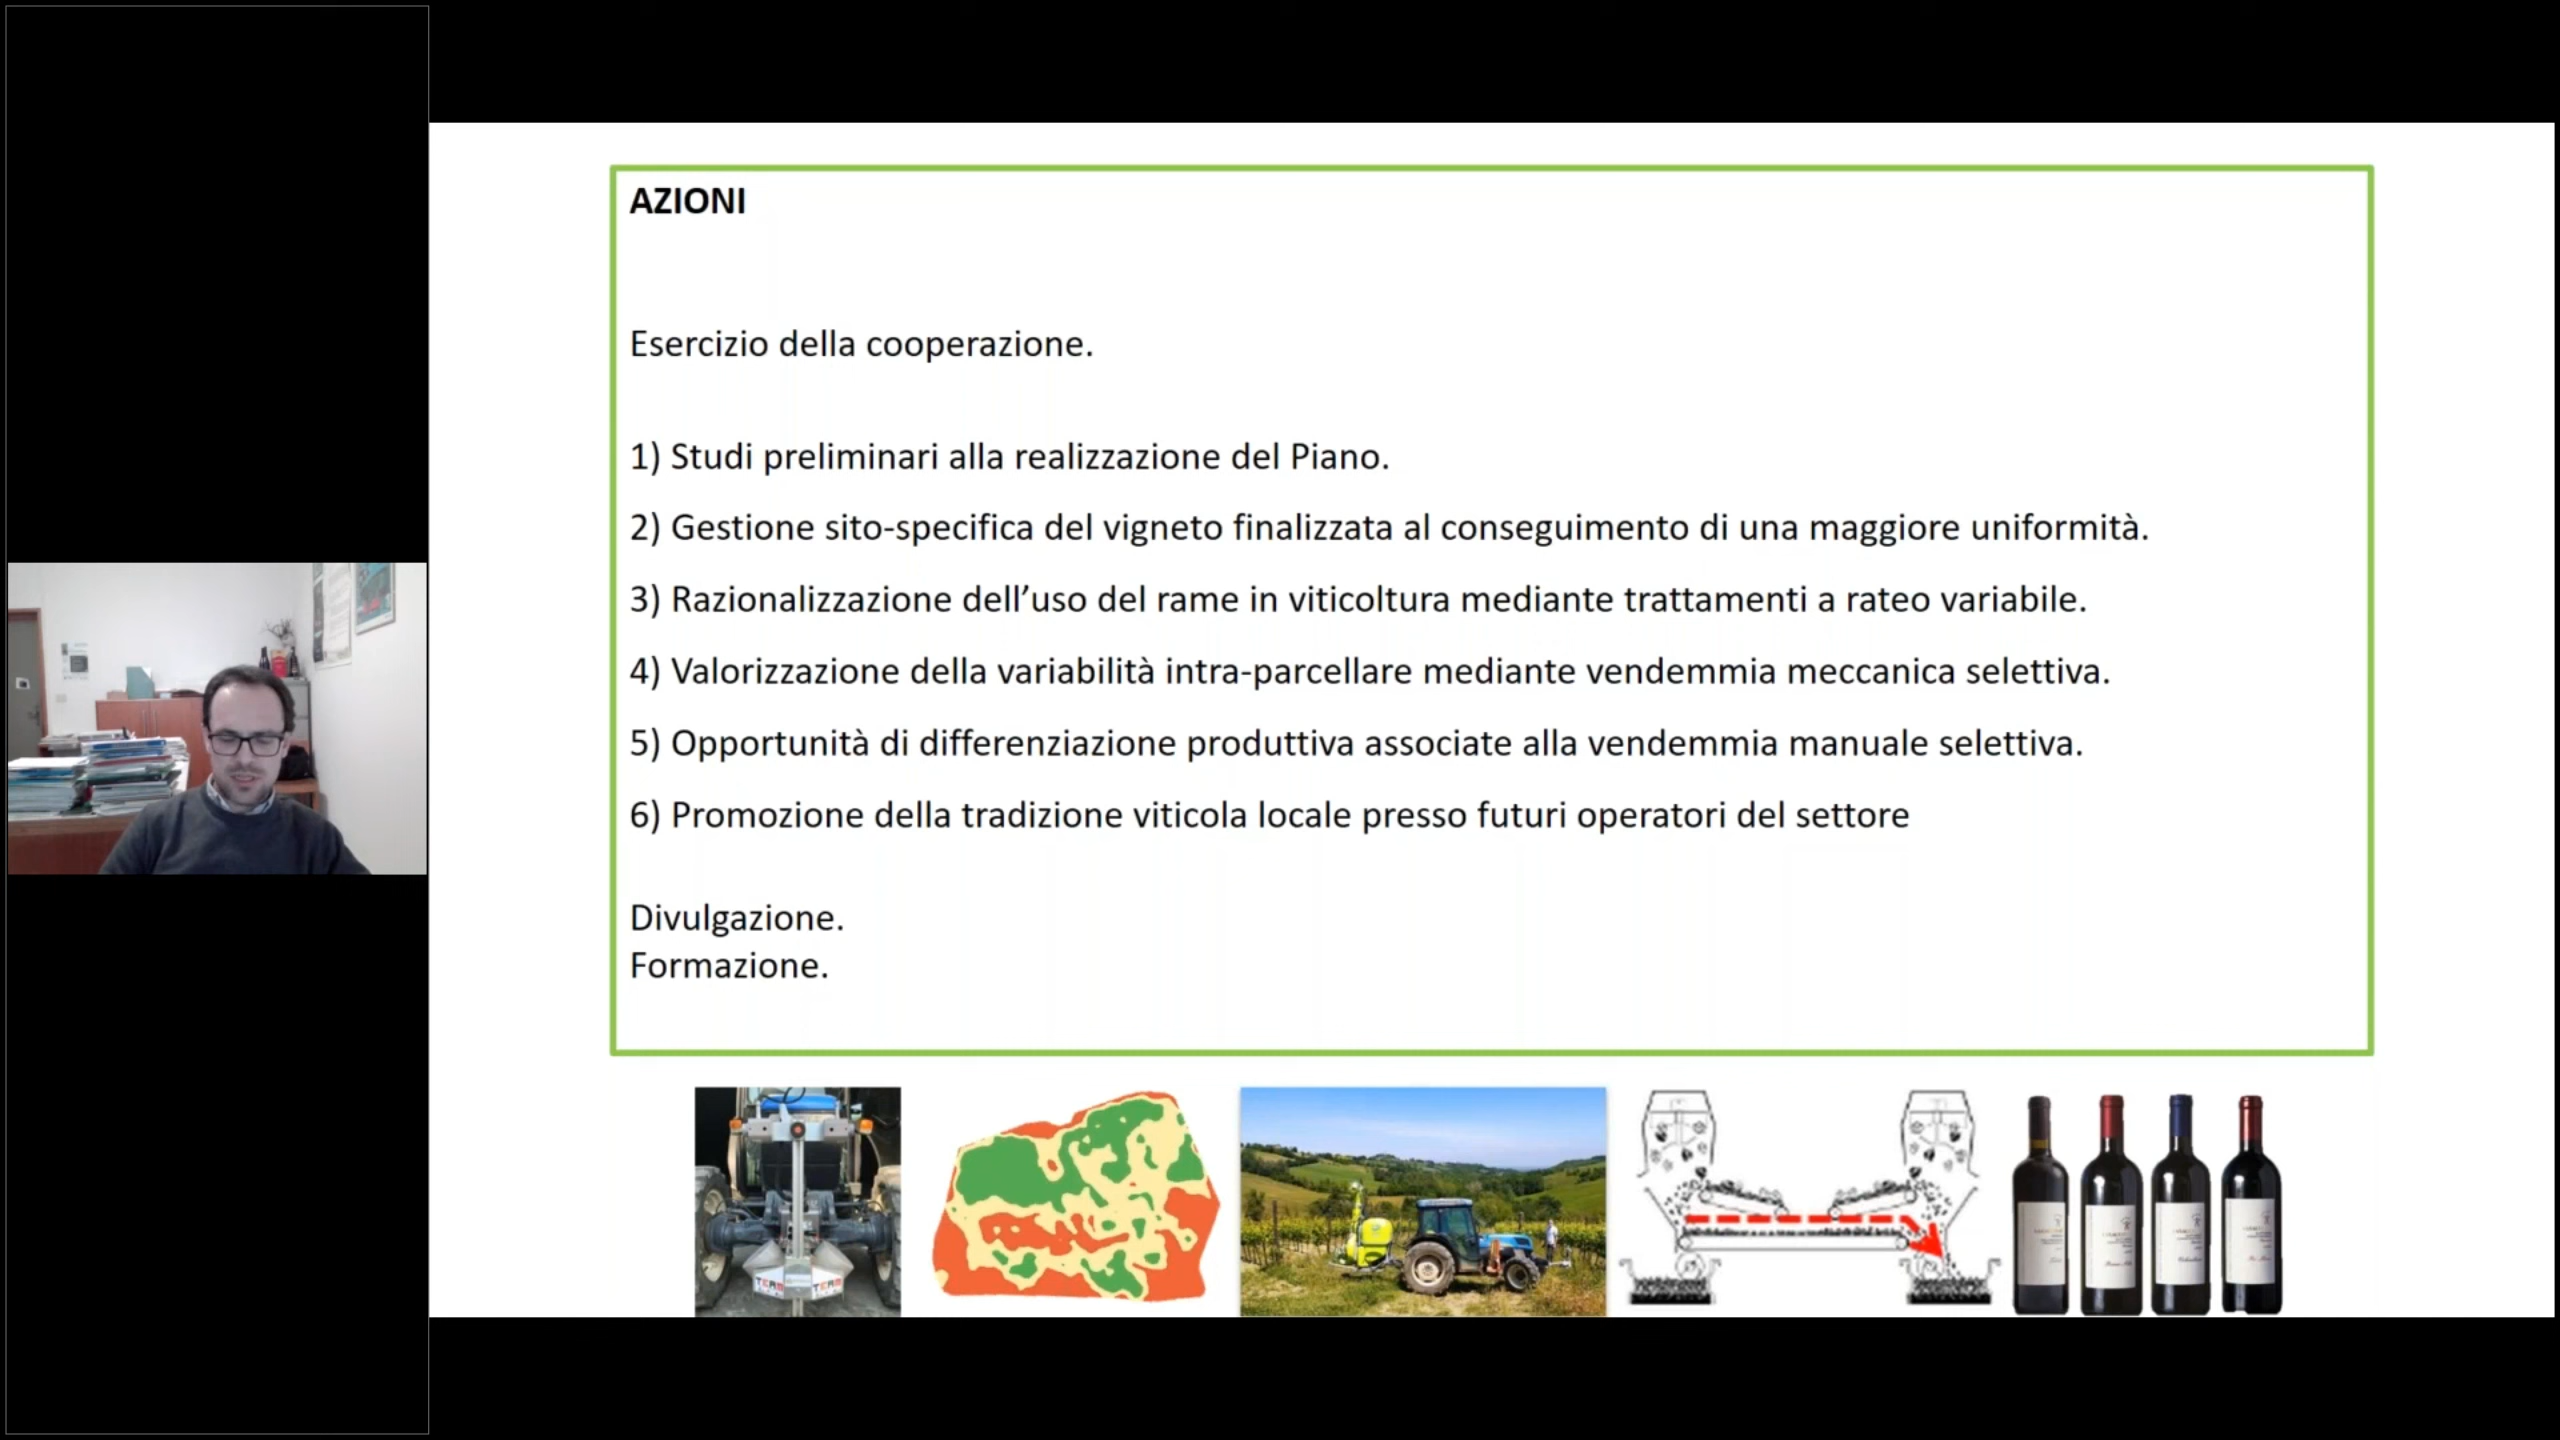 AZIONI
Esercizio della cooperazione.
1) Studi preliminari alla realizzazione del Piano.
2) Gestione sito-specifica del vigneto finalizzata al conseguimento di una maggiore uniformità.
3) Razionalizzazione dell’uso del rame in viticoltura mediante trattamenti a rateo variabile.
4) Valorizzazione della variabilità intra-parcellare mediante vendemmia meccanica selettiva.
5) Opportunità di differenziazione produttiva associate alla vendemmia manuale selettiva.
6) Promozione della tradizione viticola locale presso futuri operatori del settore
Divulgazione.
Formazione.